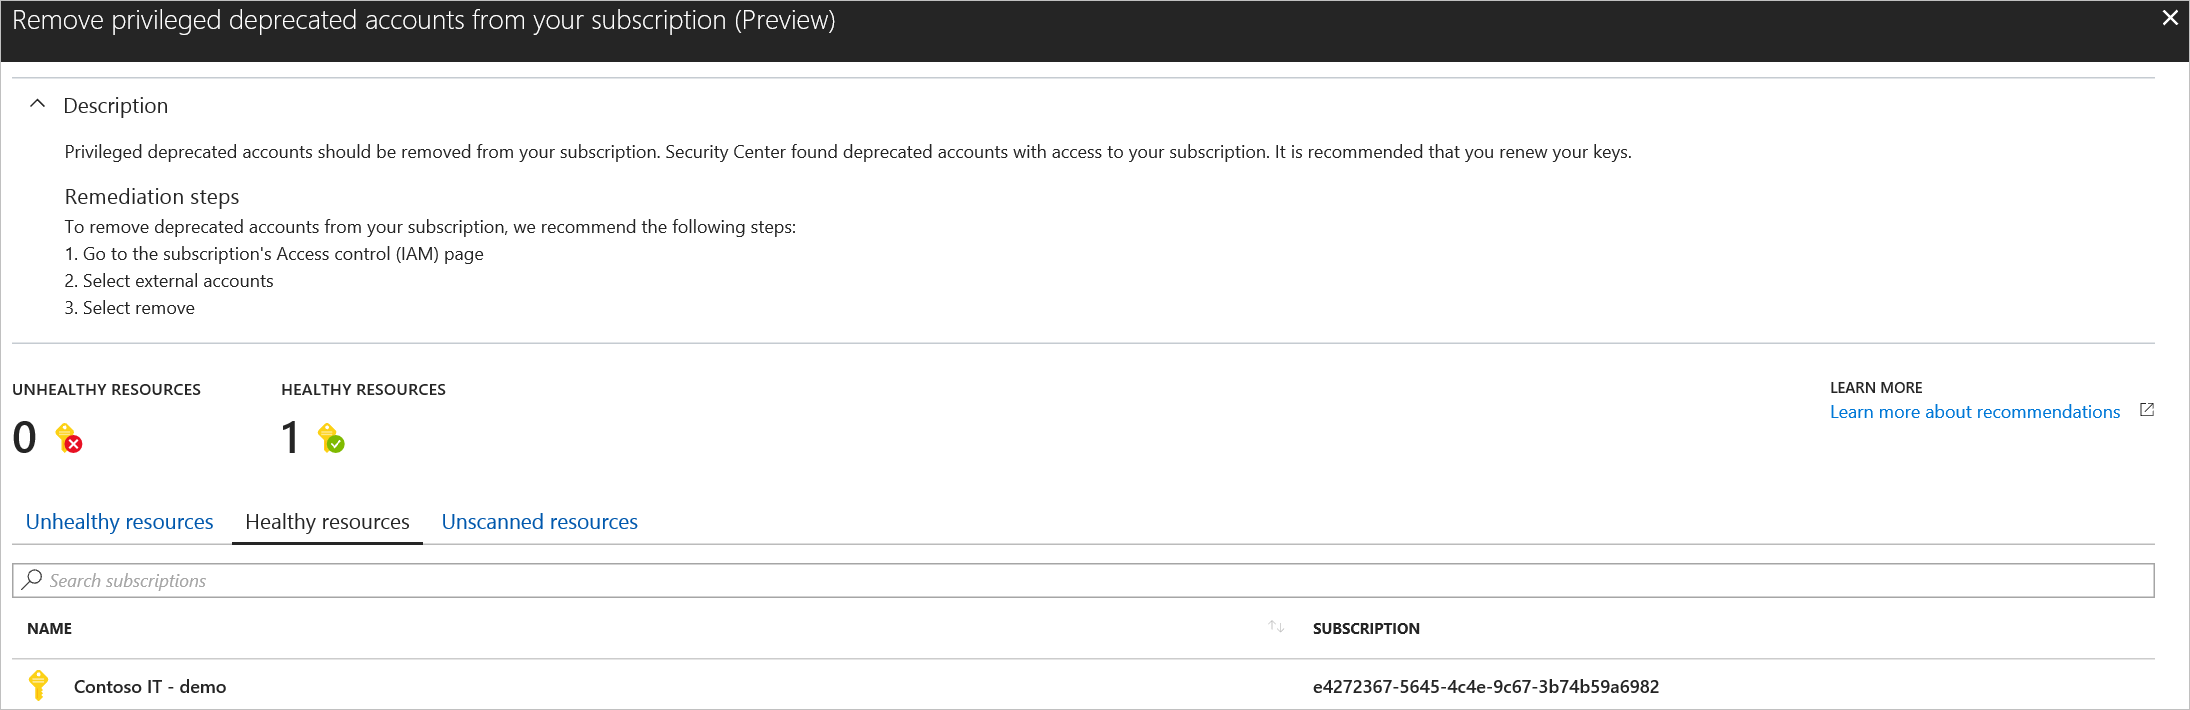 Remove privileged deprecated accounts from your subscription (Preview)
Description
Privileged deprecated accounts should be removed from your subscription. Security Center found deprecated accounts with access to your subscription. It is recommended that you renew your keys.
Remediation steps
To remove deprecated accounts from your subscription, we recommend the following steps:
1. Go to the subscription's Access control (IAM) page
2. Select external accounts
3. Select remove
UNHEALTHY RESOURCES HEALTHY RESOURCES LEARN MORE
0 1 Learn more about recommendations
Unhealthy resources Healthy resources Unscanned resources
Search subscriptions
NAME SUBSCRIPTION
Contoso IT - demo e4272367-5645-4c4e-9c67-3b74b59a6982